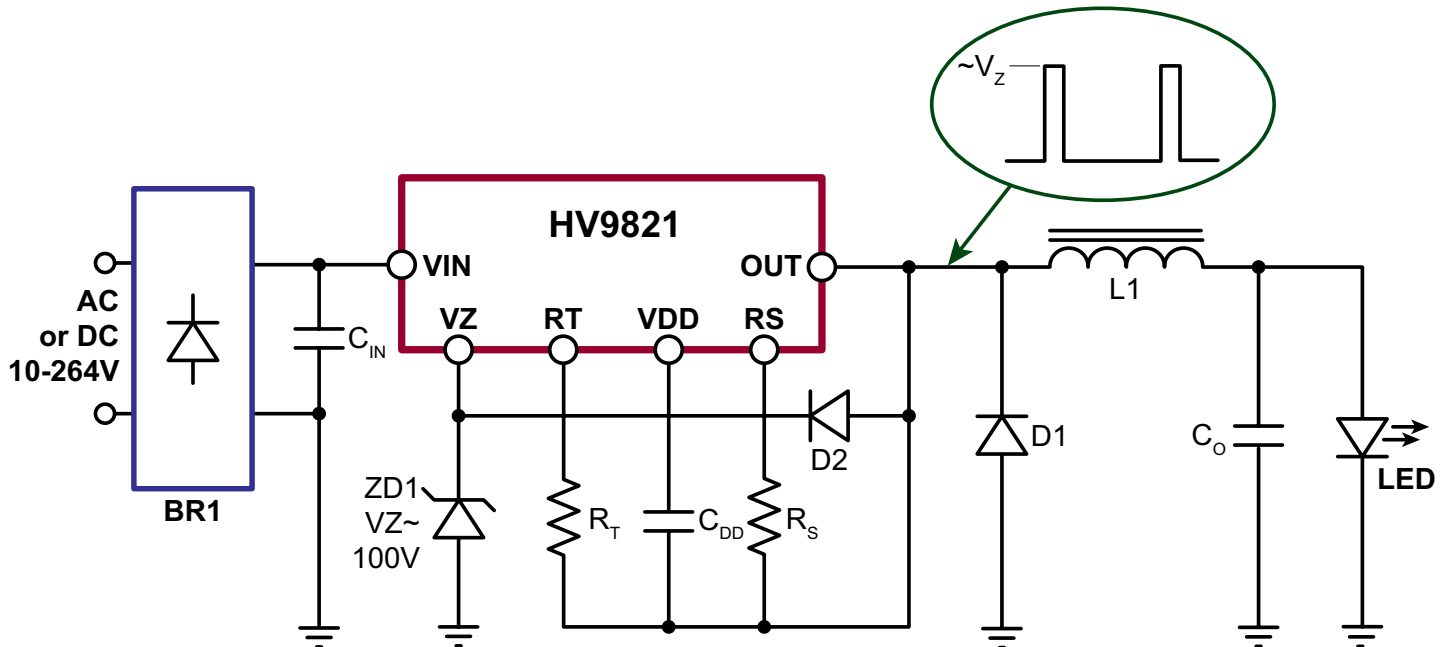 ~VZ
HV9821
VIN
OUT
AC
or DC
10-264V
VZ
RT
VDD
RS
CIN
L1
D2
D1
CO
LED
ZD1
VZ~
100V
RT
CDD
RS
BR1